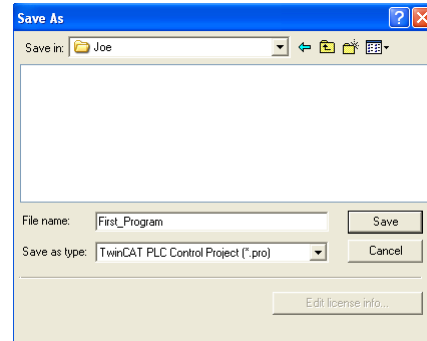 Save As
Save in: Joe
File name: First_Program Save
Save as type: TwinCAT PLC Control Project (*.pro) Cancel
Edit license info...